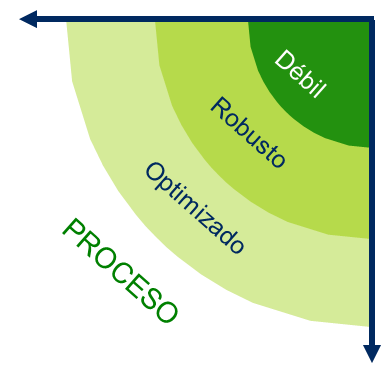 Débil
Robusto
Optimizado
PROCESO